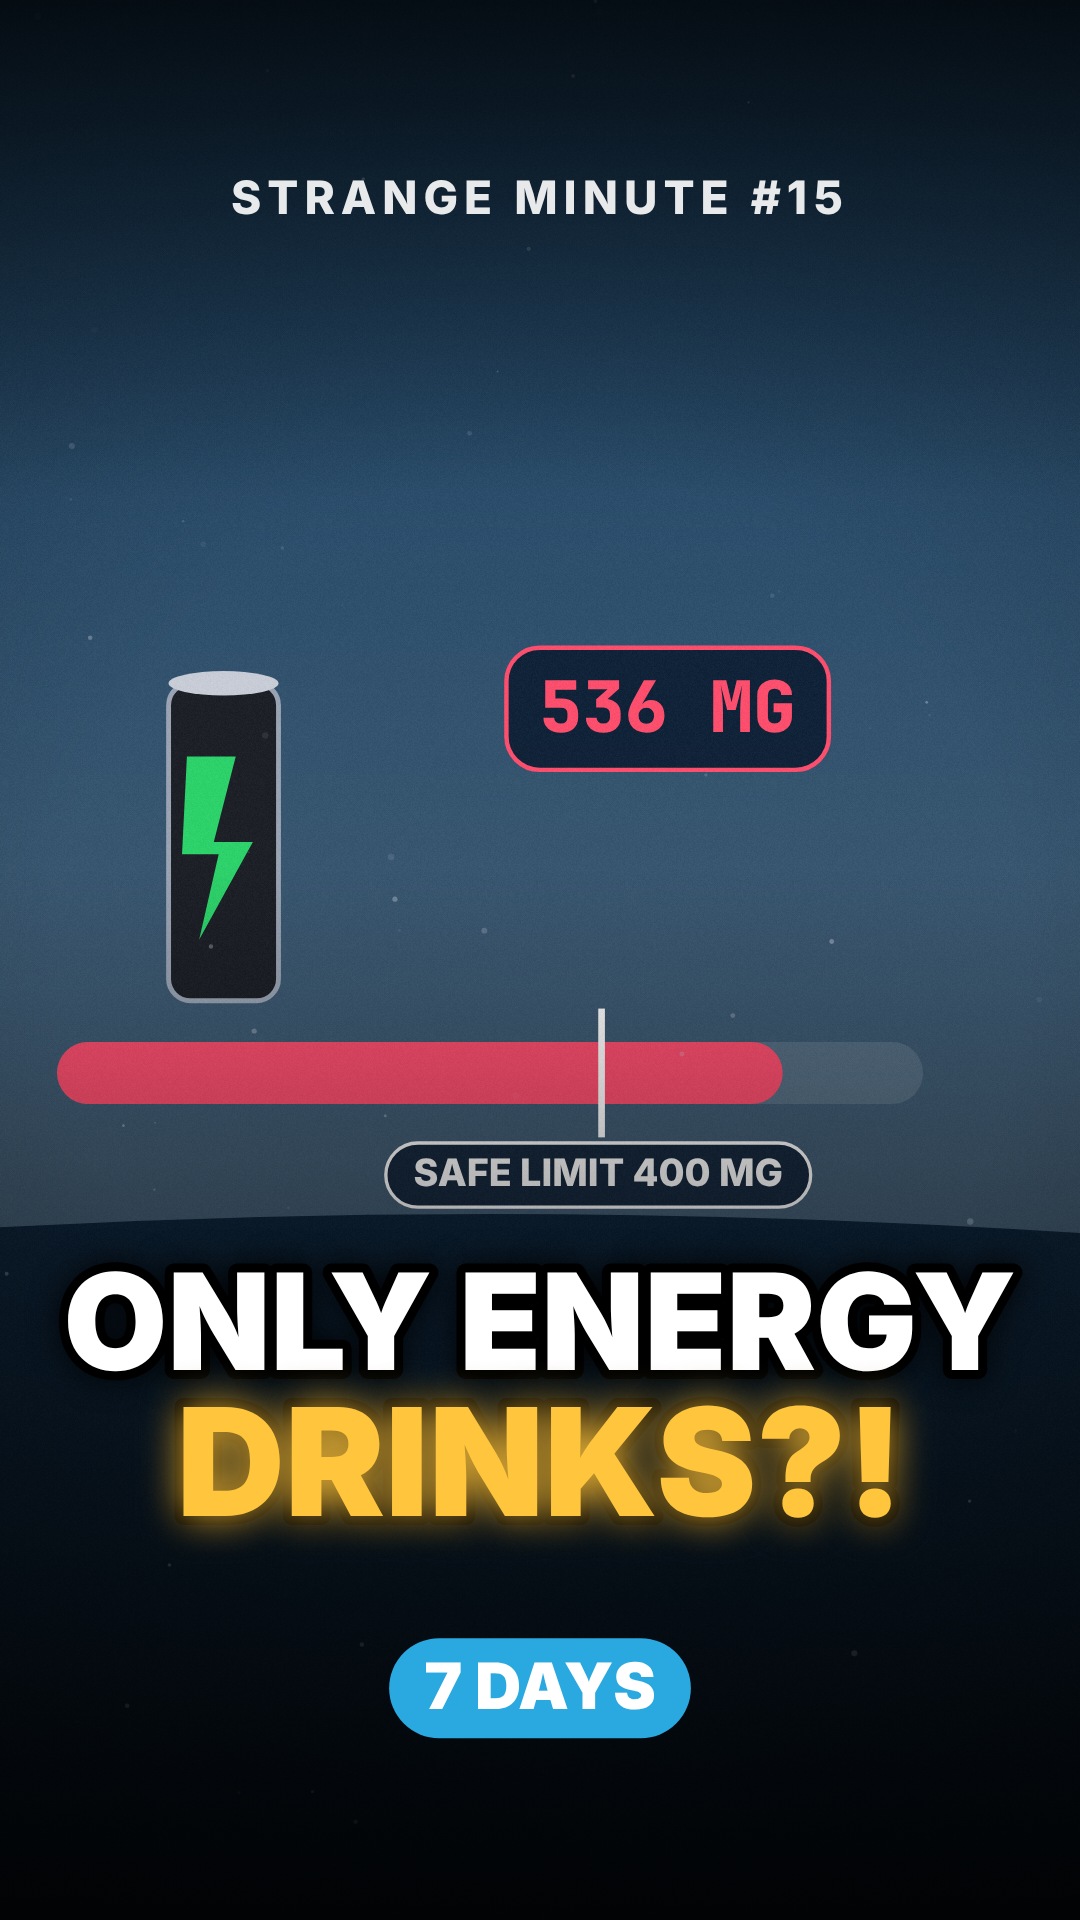 STRANGE MINUTE #15
536 MG
SAFE LIMIT 400 MG
ONLY ENERGY
DRINKS?!
7 DAYS